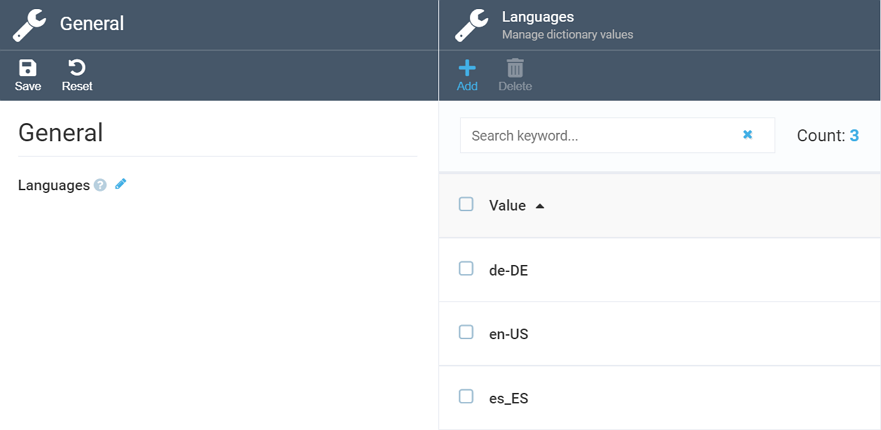 General
Save
Reset
General
Languages ?
Languages
Manage dictionary values
Add
Delete
Search keyword...
Count: 3
Value
de-DE
en-US
es_ES